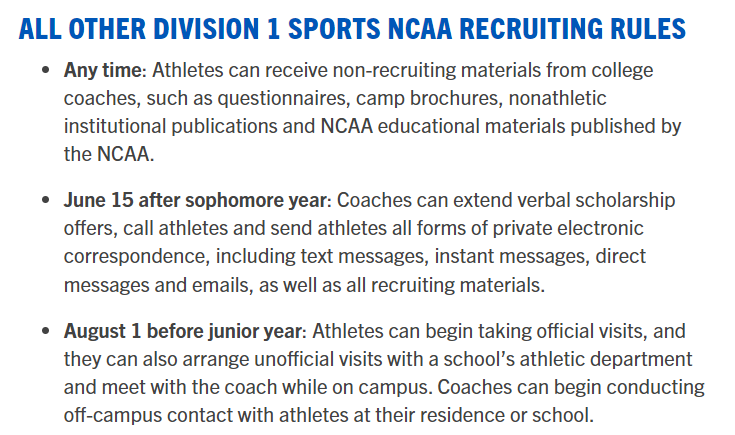 ALL OTHER DIVISION 1 SPORTS NCAA RECRUITING RULES
• Any time: Athletes can receive non-recruiting materials from college
coaches, such as questionnaires, camp brochures, nonathletic
institutional publications and NCAA educational materials published by
the NCAA.
• June 15 after sophomore year: Coaches can extend verbal scholarship
offers, call athletes and send athletes all forms of private electronic
correspondence, including text messages, instant messages, direct
messages and emails, as well as all recruiting materials.
• August 1 before junior year: Athletes can begin taking official visits, and
they can also arrange unofficial visits with a school’s athletic department
and meet with the coach while on campus. Coaches can begin conducting
off-campus contact with athletes at their residence or school.